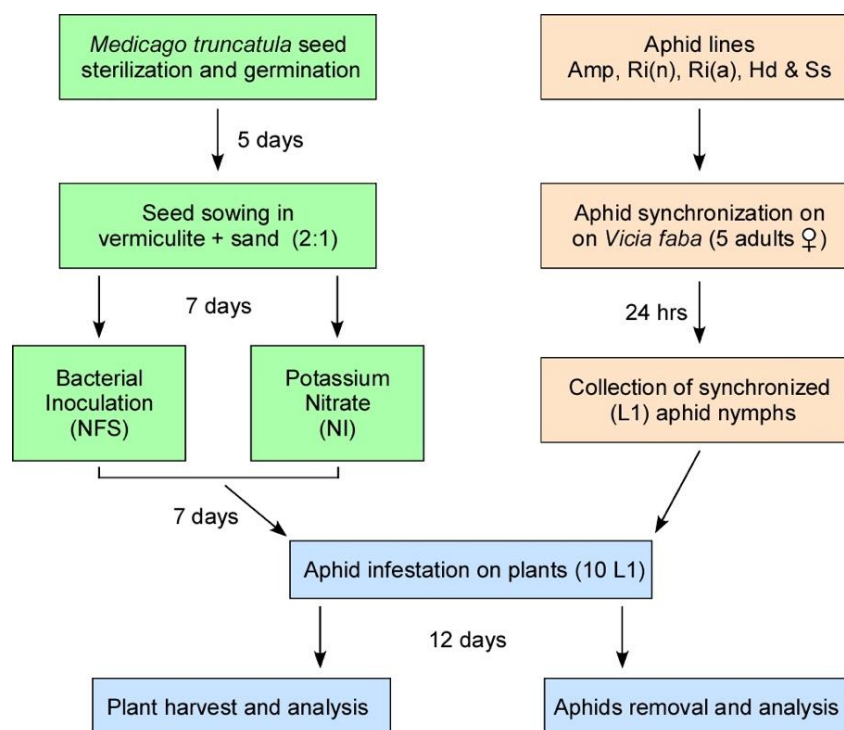 Medicago truncatula seed
sterilization and germination
Aphid lines
Amp, Ri(n), Ri(a), Hd & Ss
5 days
Seed sowing in
vermiculite + sand (2:1)
Aphid synchronization on
on Vicia faba (5 adults ♀)
7 days
24 hrs
Bacterial
Inoculation
(NFS)
Potassium
Nitrate
(NI)
Collection of synchronized
(L1) aphid nymphs
7 days
Aphid infestation on plants (10 L1)
12 days
Plant harvest and analysis
Aphids removal and analysis